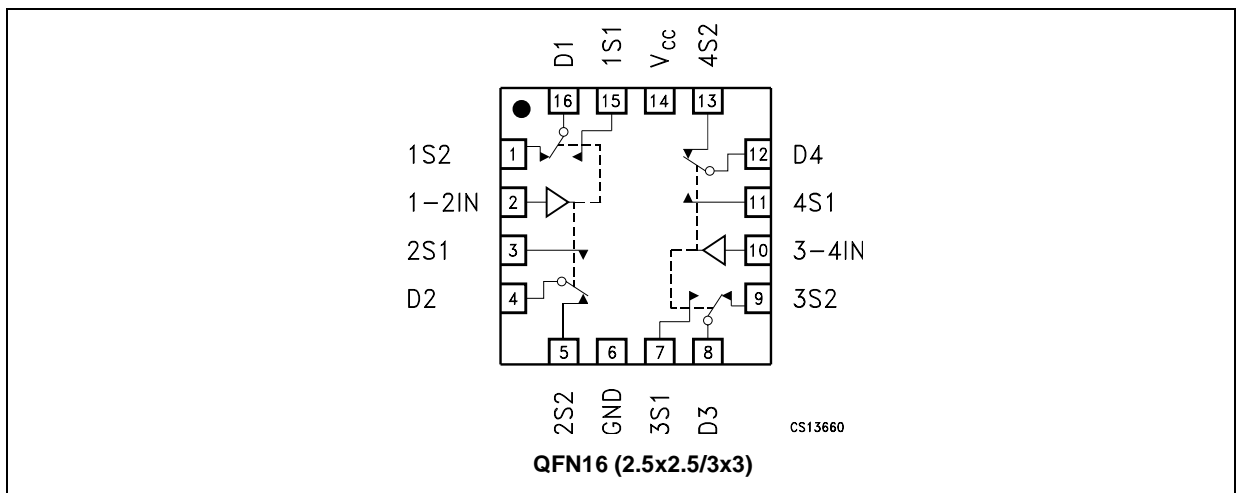 D1
1S1
Vcc
4S2
16
15
14
13
1S2
1
12
D4
1-2IN
2
11
4S1
2S1
3
10
3-4IN
D2
4
9
3S2
5
6
7
8
2S2
GND
3S1
D3
CS13660
QFN16 (2.5x2.5/3x3)